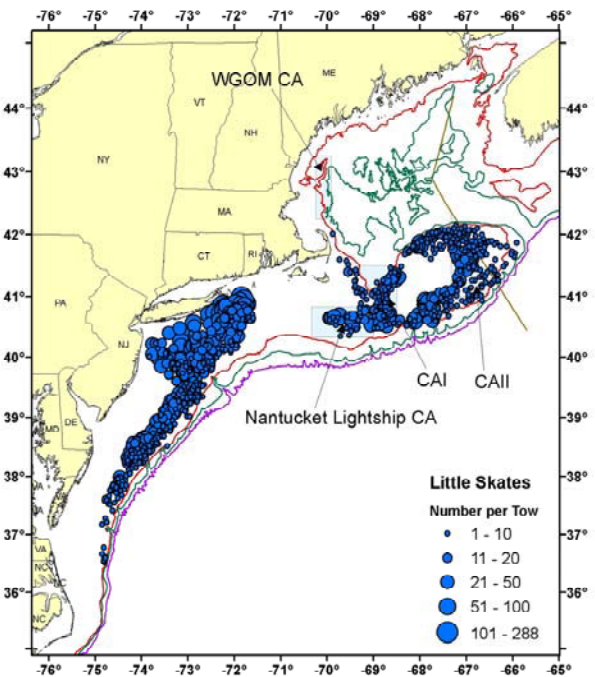 -76° -75° -74° -73° -72° -71° -70° -69° -68° -67° -66° -65°
WGOM CA
ME
VT
44°
44°
NH
NY
43°
43°
MA
42°
42°
CT
RI
PA
41°
41°
NJ
40°
40°
CAI
CAII
Nantucket Lightship CA
39°
39°
MD
DE
38°
38°
Little Skates
Number per Tow
1 - 10
37°
37°
VA
11 - 20
NC
NC
21 - 50
36°
36°
NC
51 - 100
101 - 288
-76° -75° -74° -73° -72° -71° -70° -69° -68° -67° -66° -65°